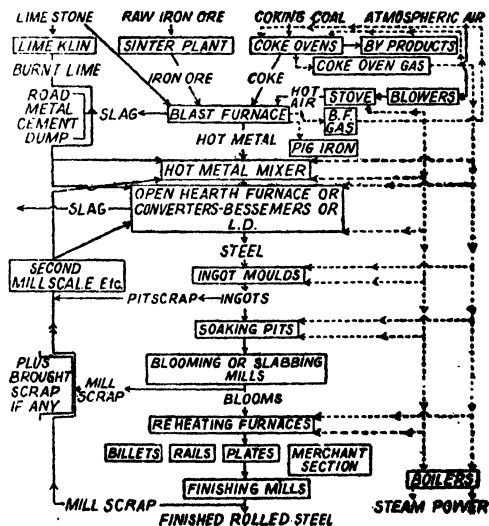 LIME STONE
RAW IRON ORE
COKING COAL
ATMOSPHERIC AIR
LIME KLIN
SINTER PLANT
COKE OVENS
BY PRODUCTS
COKE OVEN GAS
BURNT LIME
IRON ORE
COKE
HOT
AIR
STOVE
BLOWERS
ROAD
METAL
CEMENT
DUMP
SLAG
BLAST FURNACE
B.F.
GAS
HOT METAL
PIG IRON
HOT METAL MIXER
SLAG
OPEN HEARTH FURNACE OR
CONVERTERS-BESSEMERS OR
L.D.
STEEL
SECOND
MILLSCALE Etc.
INGOT MOULDS
PITSCRAP
INGOTS
SOAKING PITS
PLUS
BROUGHT
SCRAP
IF ANY
MILL
SCRAP
BLOOMING OR SLABBING
MILLS
BLOOMS
REHEATING FURNACES
BILLETS
RAILS
PLATES
MERCHANT
SECTION
BOILERS
FINISHING MILLS
MILL SCRAP
STEAM POWER
FINISHED ROLLED STEEL